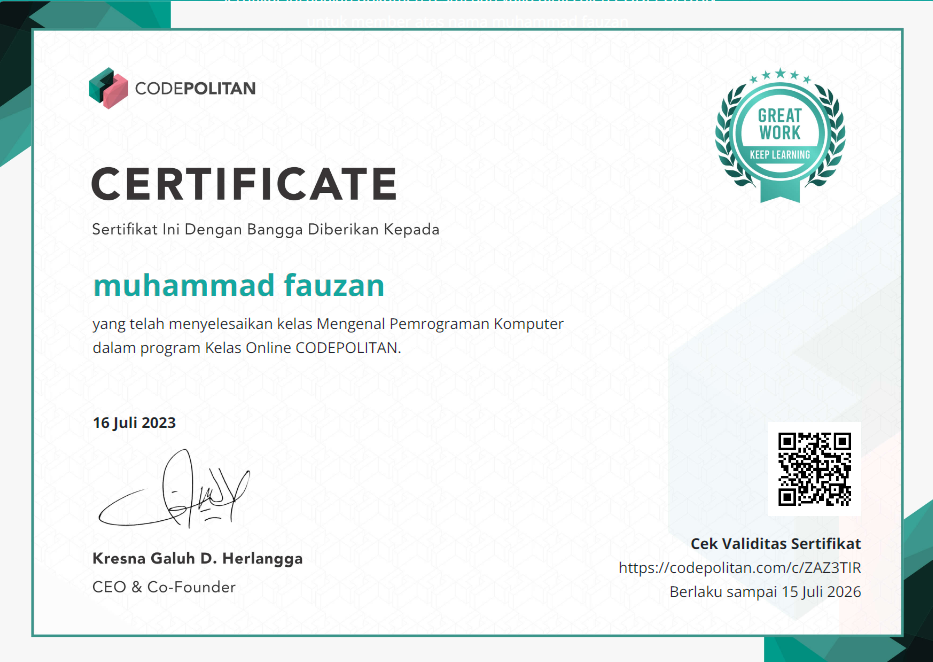 untuk member atas nama muhammad fauzan
CODEPOLITAN
GREAT
WORK
KEEP LEARNING
CERTIFICATE
Sertifikat Ini Dengan Bangga Diberikan Kepada
muhammad fauzan
yang telah menyelesaikan kelas Mengenal Pemrograman Komputer
dalam program Kelas Online CODEPOLITAN.
16 Juli 2023
Kresna Galuh D. Herlangga
CEO & Co-Founder
Cek Validitas Sertifikat
https://codepolitan.com/c/ZAZ3TIR
Berlaku sampai 15 Juli 2026